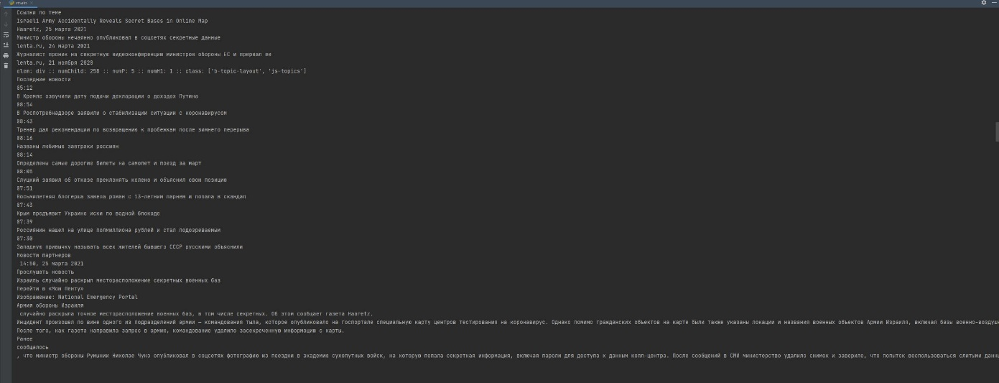 main
Ссылки по теме
Israeli Army Accidentally Reveals Secret Bases in Online Map
Haaretz, 25 марта 2021
Министр обороны нечаянно опубликовал в соцсетях секретные данные
lenta.ru, 24 марта 2021
Журналист проник на секретную видеоконференцию министров обороны ЕС и прервал ее
lenta.ru, 21 ноября 2020
elem: div :: numChild: 258 :: numP: 5 :: numH1: 1 :: class: ['b-topic-layout', 'js-topics']
Последние новости
05:12
В Кремле озвучили дату подачи декларации о доходах Путина
08:54
В Роспотребнадзоре заявили о стабилизации ситуации с коронавирусом
08:43
Тренер дал рекомендации по возвращению к пробежкам после зимнего перерыва
08:16
Названы любимые завтраки россиян
08:14
Определены самые дорогие билеты на самолет и поезд за март
08:05
Слуцкий заявил об отказе преклонять колено и объяснил свою позицию
07:51
Восьмилетняя блогерша завела роман с 13-летним парнем и попала в скандал
07:43
Крым предъявит Украине иски по водной блокаде
07:39
Россиянин нашел на улице полмиллиона рублей и стал подозреваемым
07:30
Западную привычку называть всех жителей бывшего СССР русскими объяснили
Новости партнеров
14:50, 25 марта 2021
Прослушать новость
Израиль случайно раскрыл месторасположение секретных военных баз
Перейти в «Мою Ленту»
Изображение: National Emergency Portal
Армия обороны Израиля
случайно раскрыла точное месторасположение военных баз, в том числе секретных. Об этом сообщает газета Haaretz.
Инцидент произошел по вине одного из подразделений армии — командования тыла, которое опубликовало на госпортале специальную карту центров тестирования на коронавирус. Однако помимо гражданских объектов на карте были также указаны локации и названия военных объектов Армии Израиля, включая базы военно-воздуш
После того, как газета направила запрос в армию, командование удалило засекреченную информацию с карты.
Ранее
сообщалось
, что министр обороны Румынии Николае Чукэ опубликовал в соцсетях фотографию из поездки в академию сухопутных войск, на которую попала секретная информация, включая пароли для доступа к данным колл-центра. После сообщений в СМИ министерство удалило снимок и заверило, что попыток воспользоваться слитыми данны